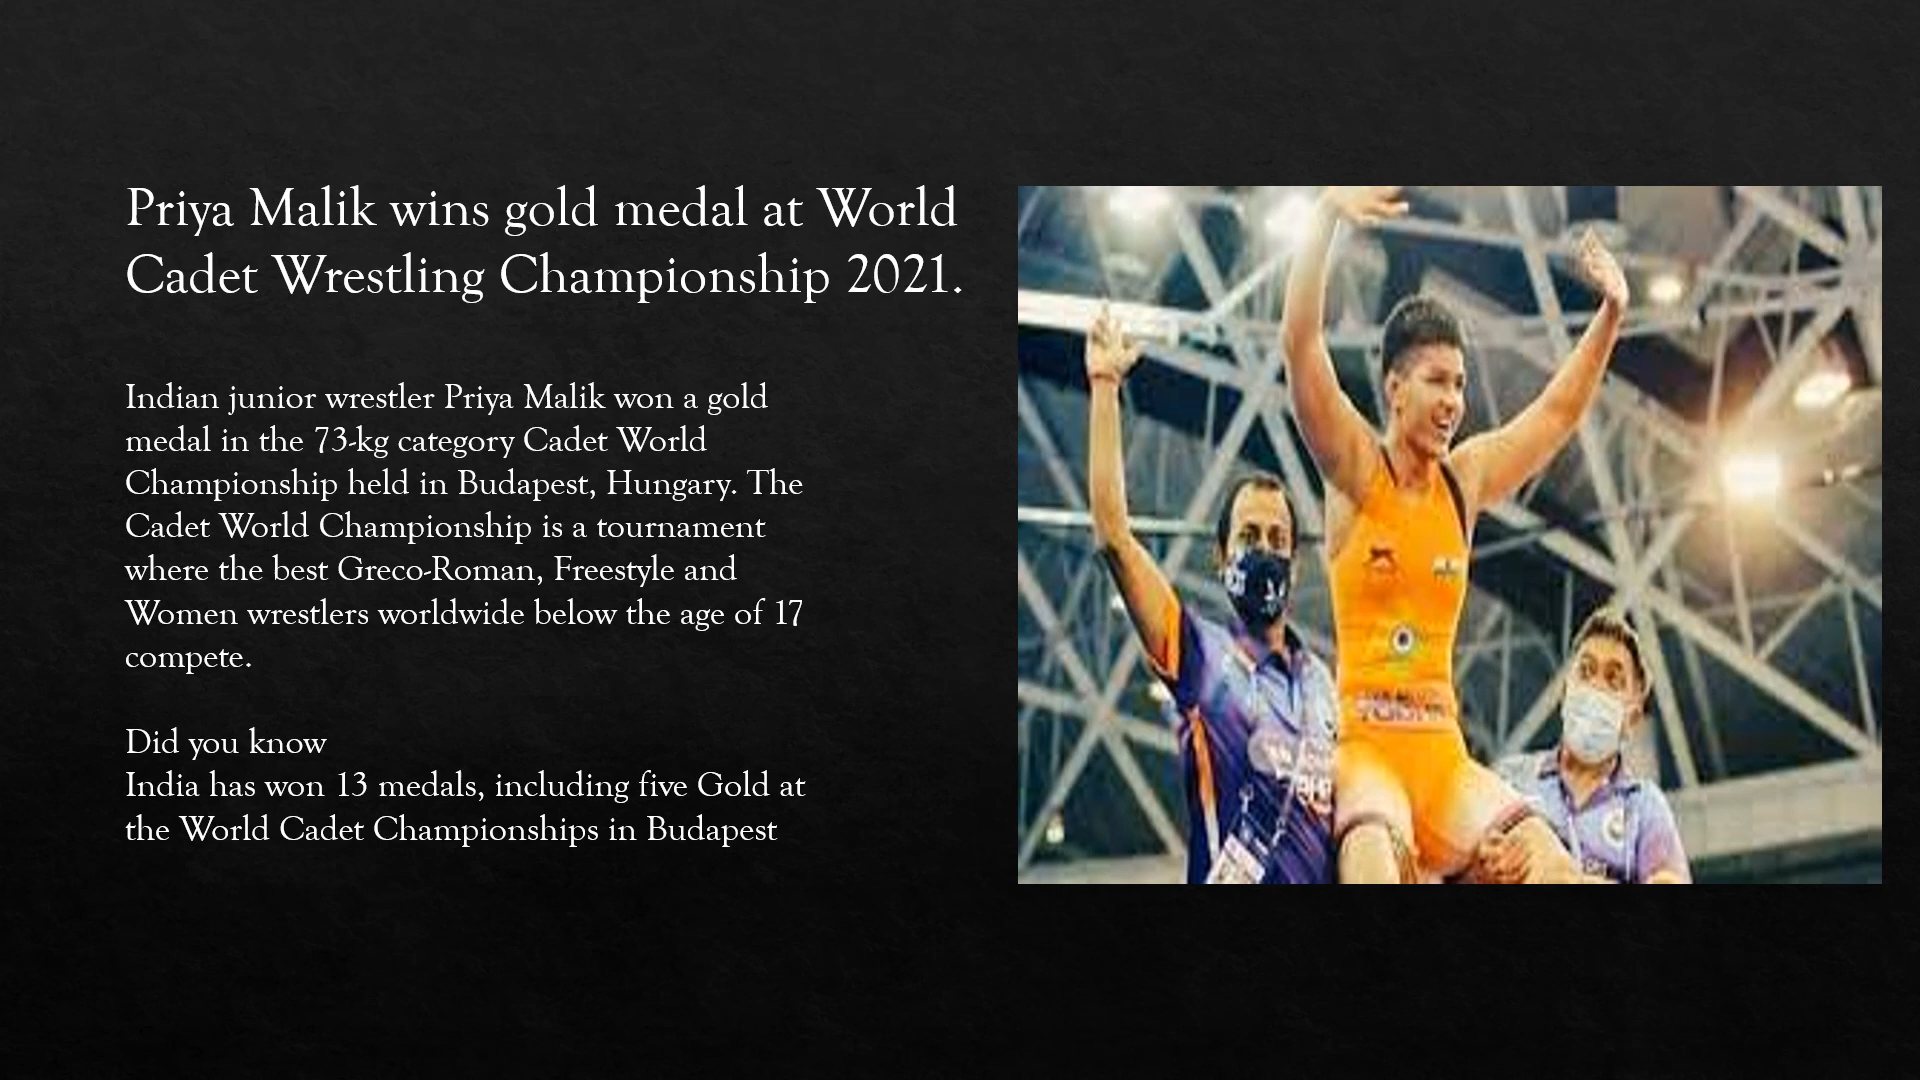 Priya Malik wins gold medal at World
Cadet Wrestling Championship 2021.
Indian junior wrestler Priya Malik won a gold
medal in the 73-kg category Cadet World
Championship held in Budapest, Hungary. The
Cadet World Championship is a tournament
where the best Greco-Roman, Freestyle and
Women wrestlers worldwide below the age of 17
compete.
Did you know
India has won 13 medals, including five Gold at
the World Cadet Championships in Budapest